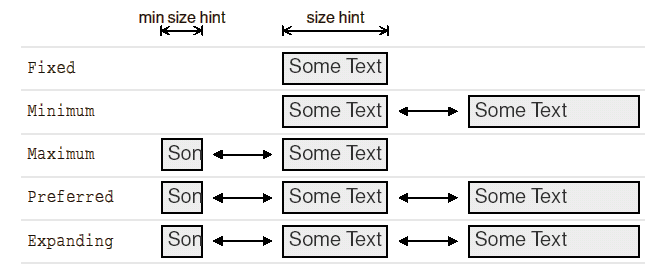 min size hint size hint
Fixed Some Text
Minimum Some Text Some Text
Maximum Son Some Text
Preferred Son Some Text Some Text
Expanding Son Some Text Some Text